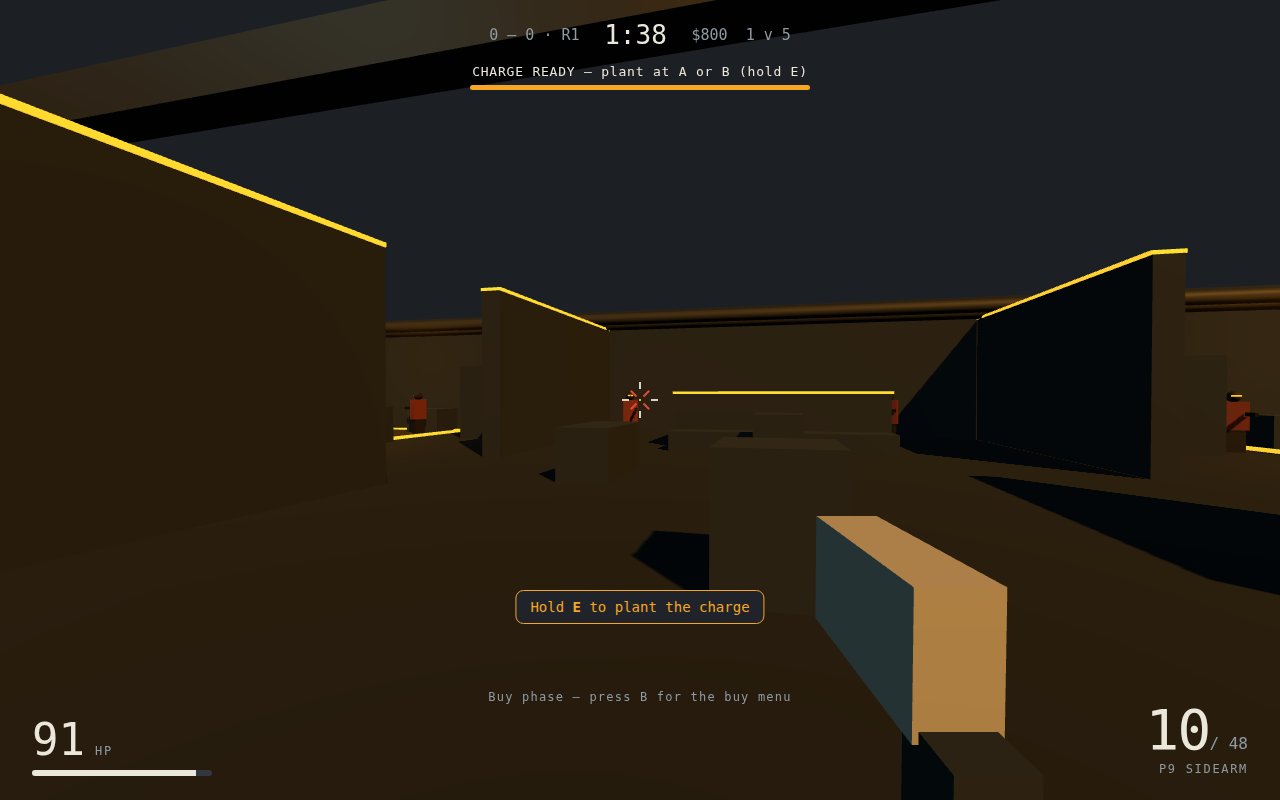 0 — 0 · R1 1:38 $800 1 v 5
CHARGE READY — plant at A or B (hold E)
Hold E to plant the charge
Buy phase — press B for the buy menu
91 HP
10 / 48
P9 SIDEARM